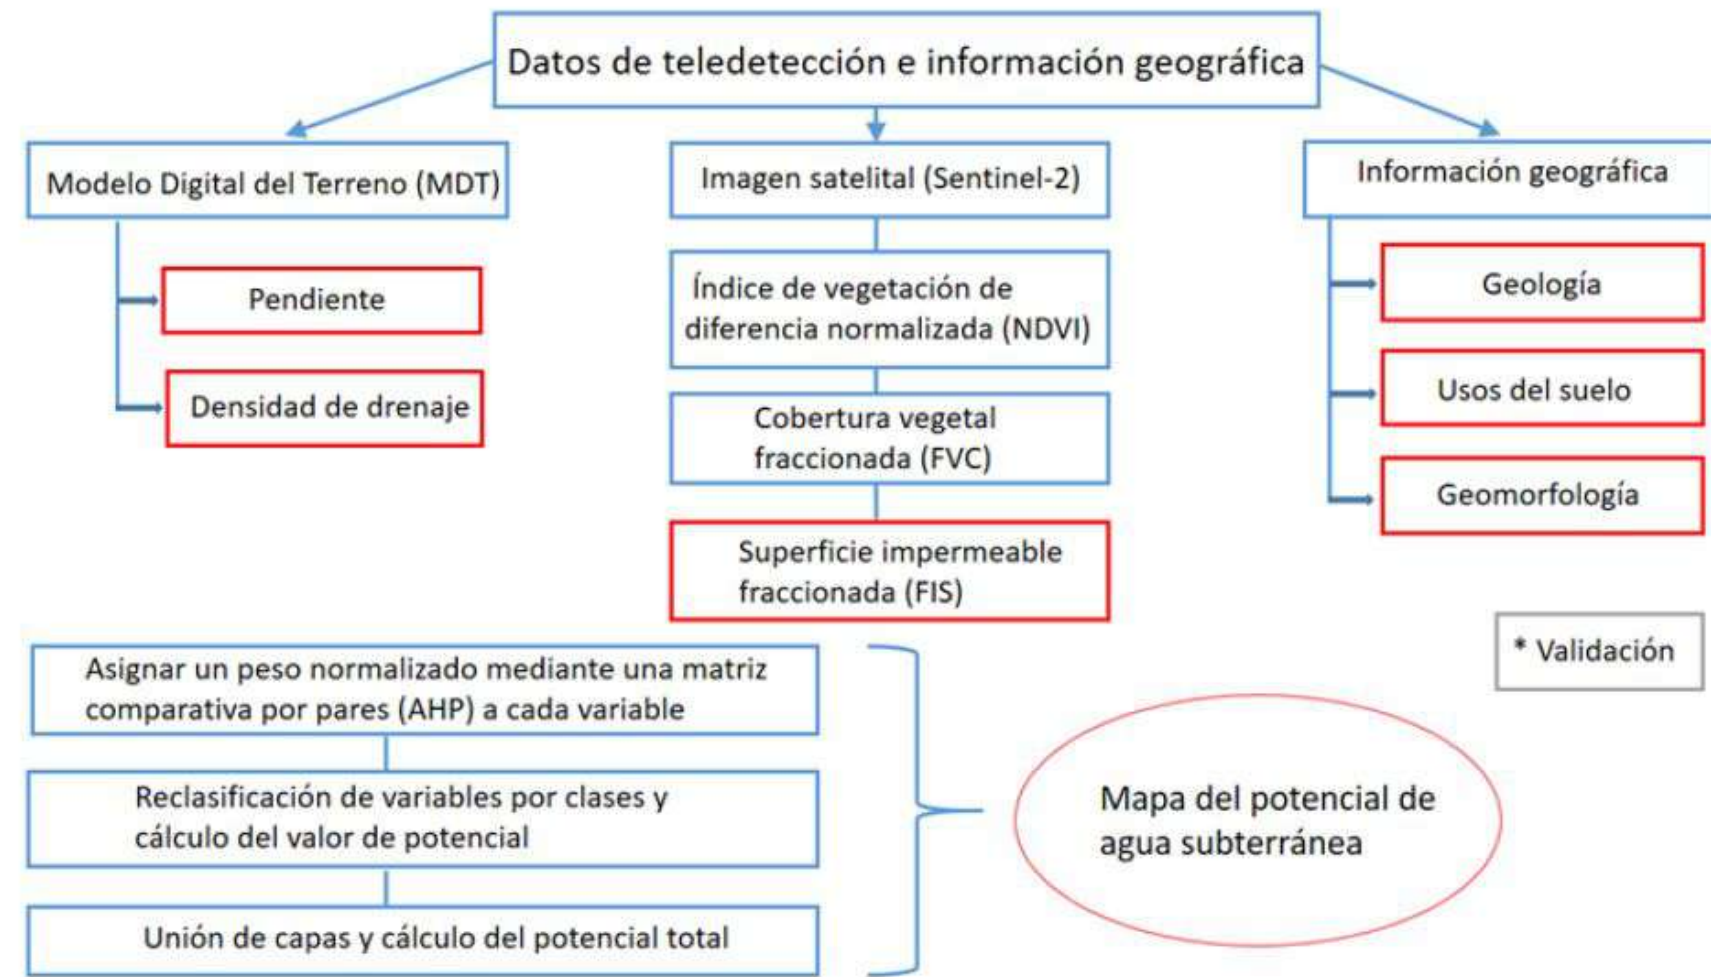 Datos de teledetección e información geográfica
Modelo Digital del Terreno (MDT)
Pendiente
Densidad de drenaje
Imagen satelital (Sentinel-2)
Índice de vegetación de
diferencia normalizada (NDVI)
Cobertura vegetal
fraccionada (FVC)
Superficie impermeable
fraccionada (FIS)
Información geográfica
Geología
Usos del suelo
Geomorfología
* Validación
Asignar un peso normalizado mediante una matriz
comparativa por pares (AHP) a cada variable
Reclasificación de variables por clases y
cálculo del valor de potencial
Unión de capas y cálculo del potencial total
Mapa del potencial de
agua subterránea